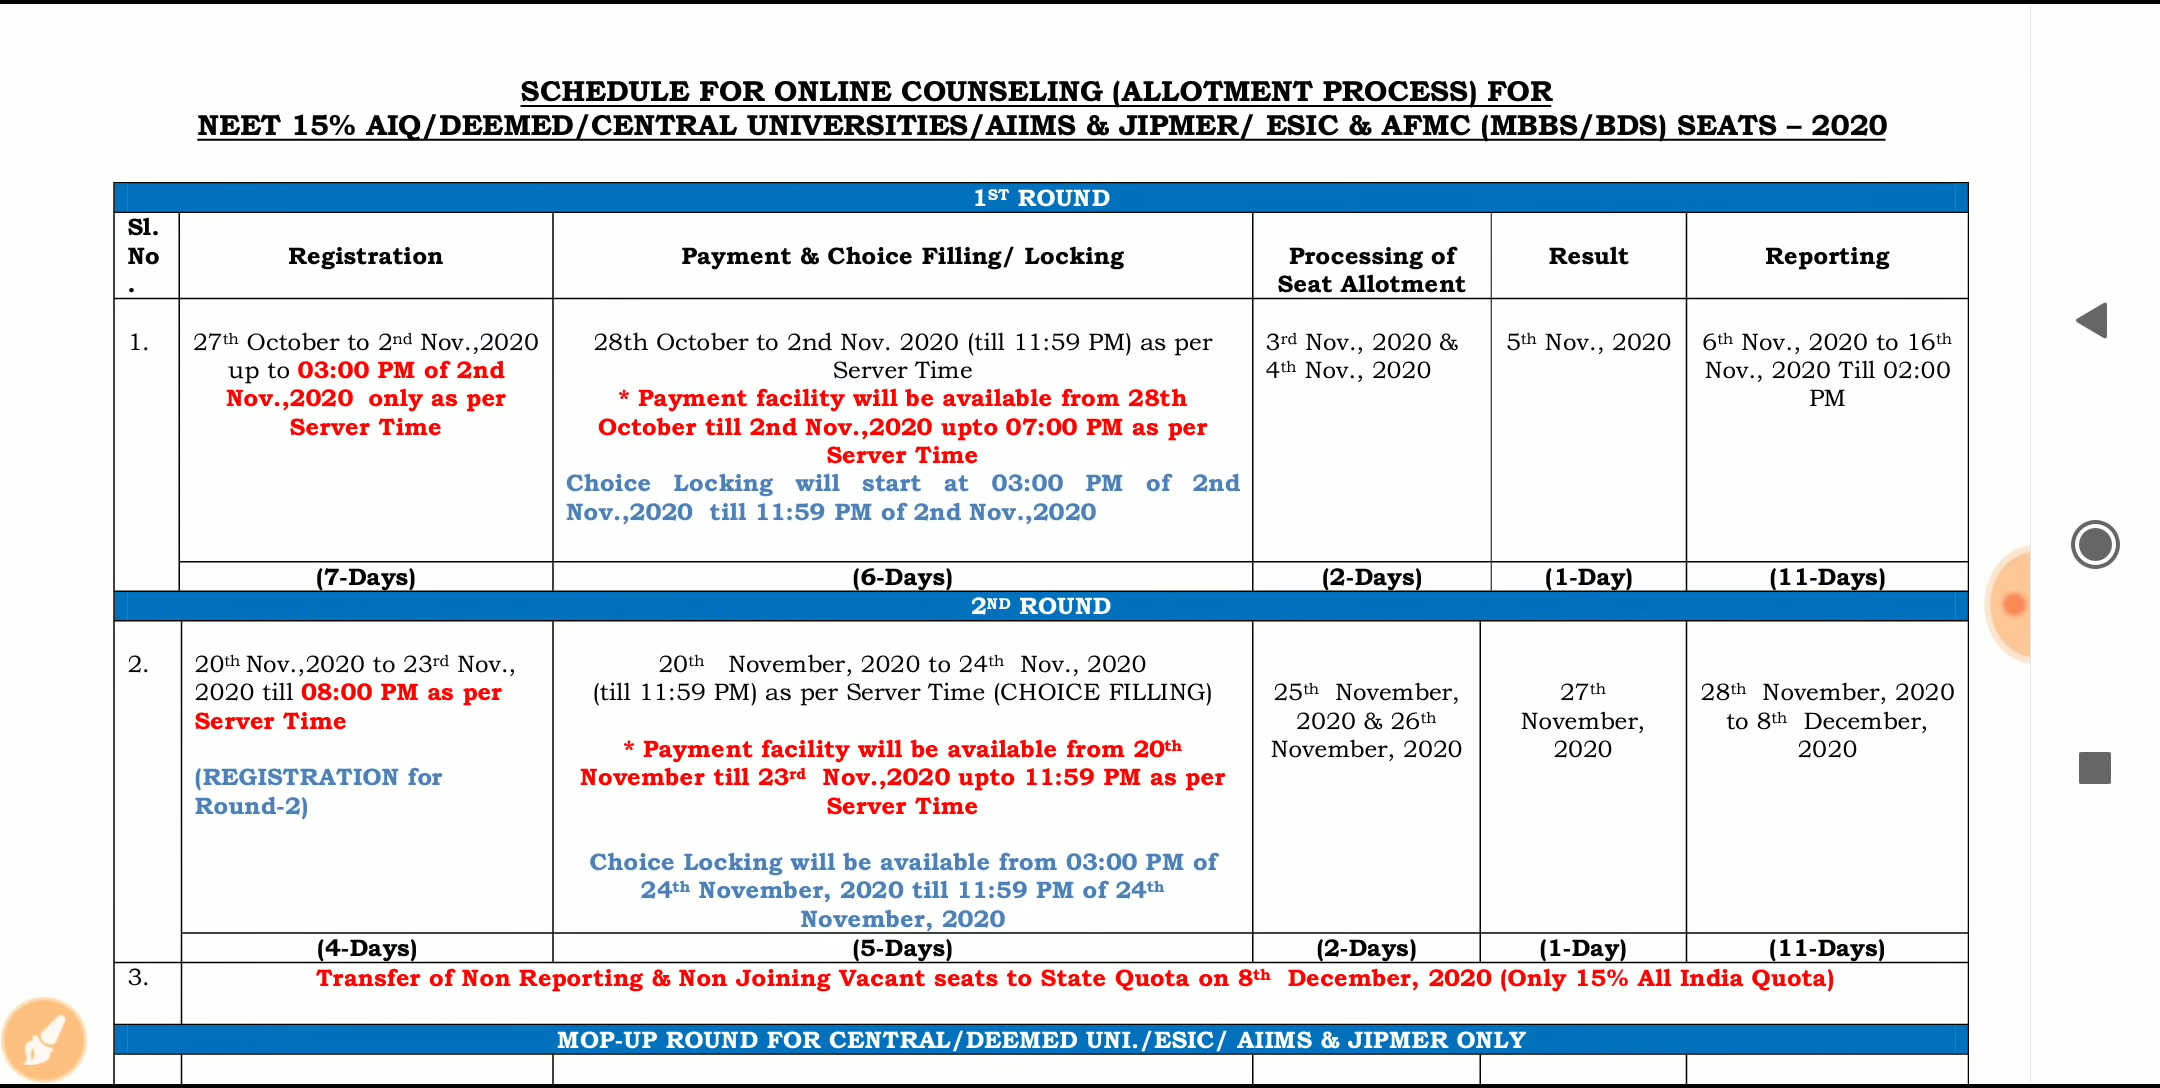 SCHEDULE FOR ONLINE COUNSELING (ALLOTMENT PROCESS) FOR
NEET 15% AIQ/DEEMED/CENTRAL UNIVERSITIES/AIIMS & JIPMER/ ESIC & AFMC (MBBS/BDS) SEATS – 2020
1ST ROUND
Sl.
No
.
Registration
Payment & Choice Filling/ Locking
Processing of
Seat Allotment
Result
Reporting
1.
27th October to 2nd Nov.,2020
up to 03:00 PM of 2nd
Nov.,2020 only as per
Server Time
28th October to 2nd Nov. 2020 (till 11:59 PM) as per
Server Time
* Payment facility will be available from 28th
October till 2nd Nov.,2020 upto 07:00 PM as per
Server Time
Choice Locking will start at 03:00 PM of 2nd
Nov.,2020 till 11:59 PM of 2nd Nov.,2020
3rd Nov., 2020 &
4th Nov., 2020
5th Nov., 2020
6th Nov., 2020 to 16th
Nov., 2020 Till 02:00
PM
(7-Days)
(6-Days)
(2-Days)
(1-Day)
(11-Days)
2ND ROUND
2.
20th Nov.,2020 to 23rd Nov.,
2020 till 08:00 PM as per
Server Time
(REGISTRATION for
Round-2)
20th November, 2020 to 24th Nov., 2020
(till 11:59 PM) as per Server Time (CHOICE FILLING)
* Payment facility will be available from 20th
November till 23rd Nov.,2020 upto 11:59 PM as per
Server Time
Choice Locking will be available from 03:00 PM of
24th November, 2020 till 11:59 PM of 24th
November, 2020
25th November,
2020 & 26th
November, 2020
27th
November,
2020
28th November, 2020
to 8th December,
2020
(4-Days)
(5-Days)
(2-Days)
(1-Day)
(11-Days)
3.
Transfer of Non Reporting & Non Joining Vacant seats to State Quota on 8th December, 2020 (Only 15% All India Quota)
MOP-UP ROUND FOR CENTRAL/DEEMED UNI./ESIC/ AIIMS & JIPMER ONLY